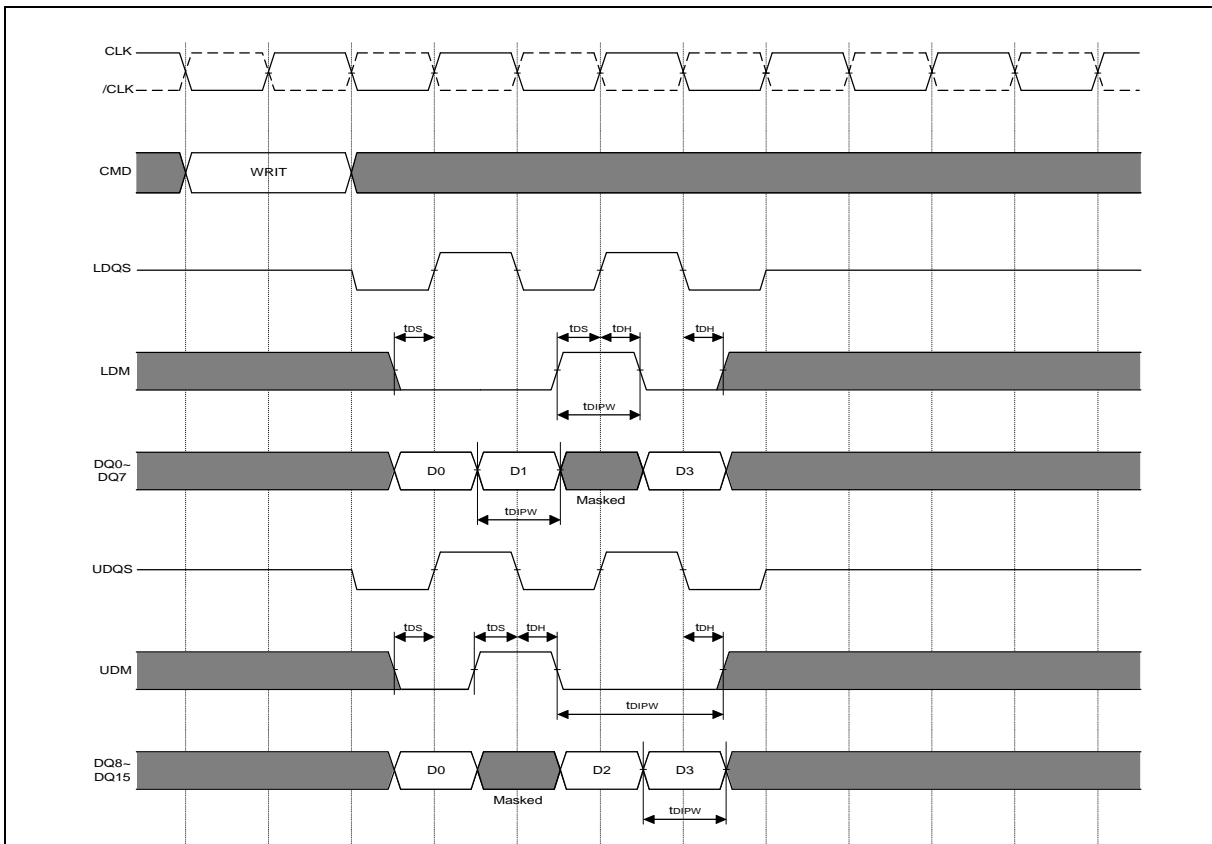 CLK
/CLK
CMD
WRIT
LDQS
tDS
tDS
tDH
tDH
LDM
tDIPW
DQ0~
DQ7
D0
D1
D3
Masked
tDIPW
UDQS
tDS
tDS
tDH
tDH
UDM
tDIPW
DQ8~
DQ15
D0
D2
D3
Masked
tDIPW